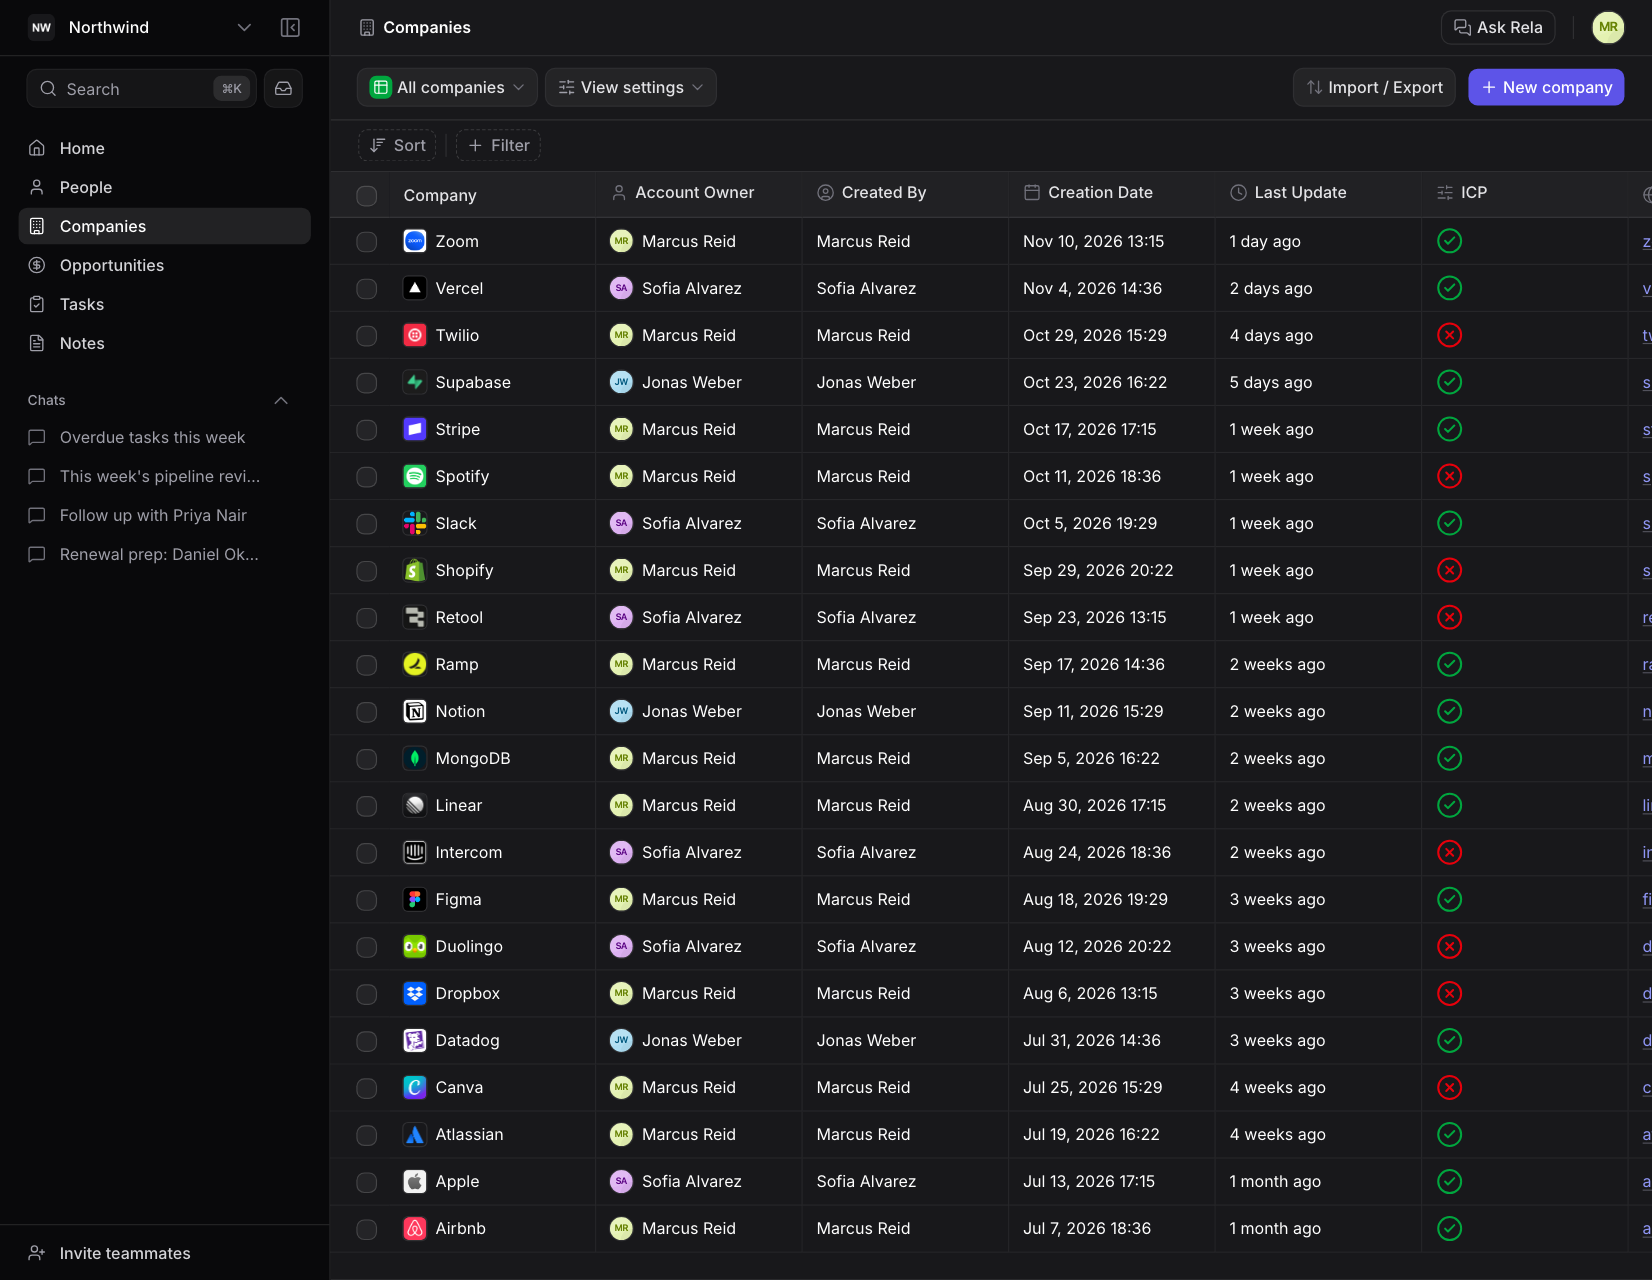 NW Northwind
Search ⌘K
Home
People
Companies
Opportunities
Tasks
Notes
Chats
Overdue tasks this week
This week's pipeline revi...
Follow up with Priya Nair
Renewal prep: Daniel Ok...
Invite teammates
Companies
Ask Rela MR
All companies View settings Import / Export + New company
Sort + Filter
Company Account Owner Created By Creation Date Last Update ICP
zoom Zoom MR Marcus Reid Marcus Reid Nov 10, 2026 13:15 1 day ago
Vercel SA Sofia Alvarez Sofia Alvarez Nov 4, 2026 14:36 2 days ago
Twilio MR Marcus Reid Marcus Reid Oct 29, 2026 15:29 4 days ago
Supabase JW Jonas Weber Jonas Weber Oct 23, 2026 16:22 5 days ago
Stripe MR Marcus Reid Marcus Reid Oct 17, 2026 17:15 1 week ago
Spotify MR Marcus Reid Marcus Reid Oct 11, 2026 18:36 1 week ago
Slack SA Sofia Alvarez Sofia Alvarez Oct 5, 2026 19:29 1 week ago
Shopify MR Marcus Reid Marcus Reid Sep 29, 2026 20:22 1 week ago
Retool SA Sofia Alvarez Sofia Alvarez Sep 23, 2026 13:15 1 week ago
Ramp MR Marcus Reid Marcus Reid Sep 17, 2026 14:36 2 weeks ago
Notion JW Jonas Weber Jonas Weber Sep 11, 2026 15:29 2 weeks ago
MongoDB MR Marcus Reid Marcus Reid Sep 5, 2026 16:22 2 weeks ago
Linear MR Marcus Reid Marcus Reid Aug 30, 2026 17:15 2 weeks ago
Intercom SA Sofia Alvarez Sofia Alvarez Aug 24, 2026 18:36 2 weeks ago
Figma MR Marcus Reid Marcus Reid Aug 18, 2026 19:29 3 weeks ago
Duolingo SA Sofia Alvarez Sofia Alvarez Aug 12, 2026 20:22 3 weeks ago
Dropbox MR Marcus Reid Marcus Reid Aug 6, 2026 13:15 3 weeks ago
Datadog JW Jonas Weber Jonas Weber Jul 31, 2026 14:36 3 weeks ago
Canva MR Marcus Reid Marcus Reid Jul 25, 2026 15:29 4 weeks ago
Atlassian MR Marcus Reid Marcus Reid Jul 19, 2026 16:22 4 weeks ago
Apple SA Sofia Alvarez Sofia Alvarez Jul 13, 2026 17:15 1 month ago
Airbnb MR Marcus Reid Marcus Reid Jul 7, 2026 18:36 1 month ago